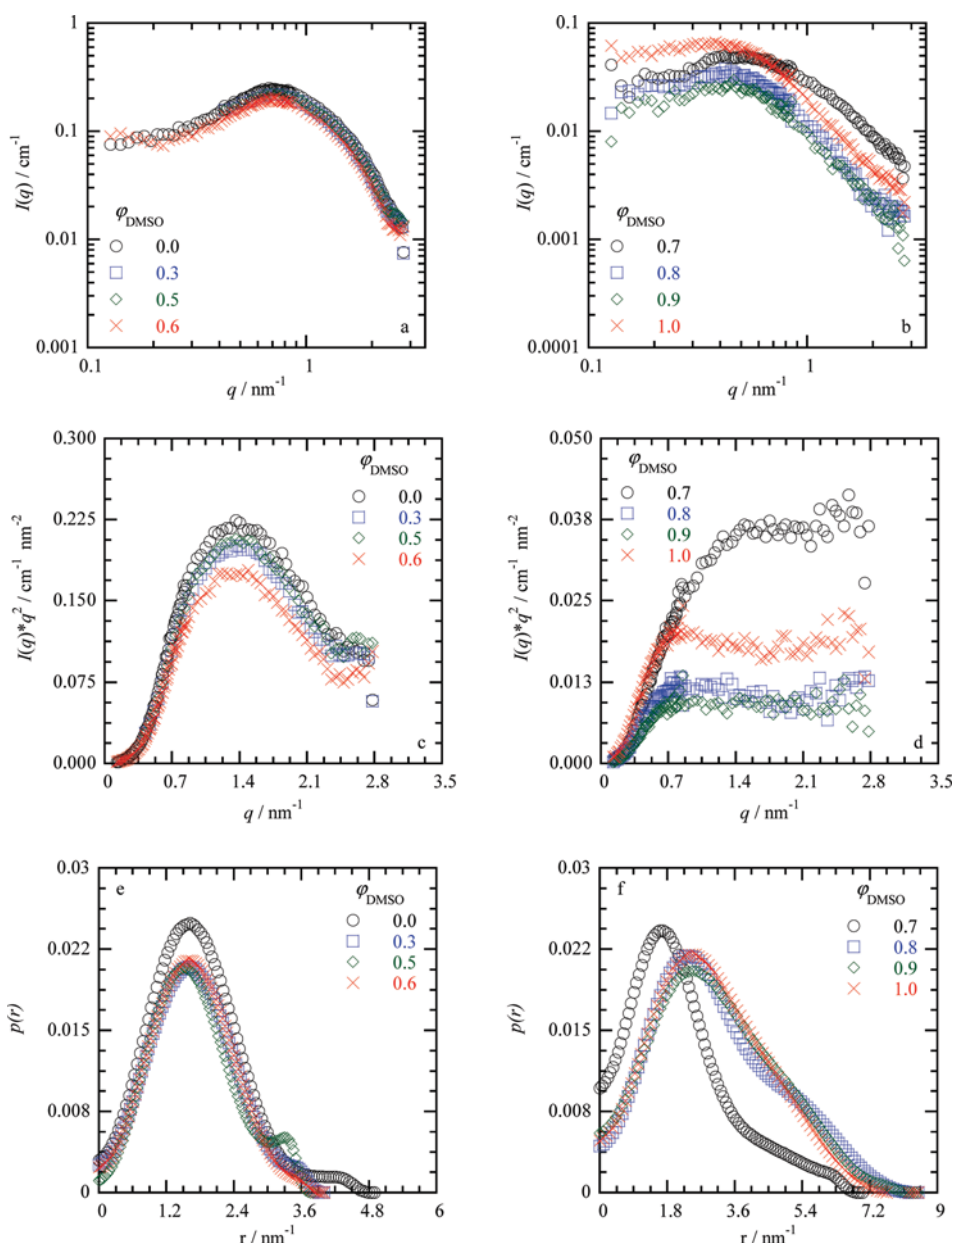 1
0.1
0.01
0.001
I(q) / cm⁻¹
φDMSO
0.0
0.3
0.5
0.6
a
0.1
1
q / nm⁻¹
0.1
0.01
0.001
0.0001
I(q) / cm⁻¹
φDMSO
0.7
0.8
0.9
1.0
b
0.1
1
q / nm⁻¹
0.300
0.225
0.150
0.075
0.000
I(q)*q² / cm⁻¹ nm⁻²
φDMSO
0.0
0.3
0.5
0.6
c
0 0.7 1.4 2.1 2.8 3.5
q / nm⁻¹
0.050
0.038
0.025
0.013
0.000
I(q)*q² / cm⁻¹ nm⁻²
φDMSO
0.7
0.8
0.9
1.0
d
0 0.7 1.4 2.1 2.8 3.5
q / nm⁻¹
0.03
0.022
0.015
0.008
0
p(r)
e
φDMSO
0.0
0.3
0.5
0.6
0 1.2 2.4 3.6 4.8 6
r / nm⁻¹
0.03
0.022
0.015
0.008
0
p(r)
f
φDMSO
0.7
0.8
0.9
1.0
0 1.8 3.6 5.4 7.2 9
r / nm⁻¹